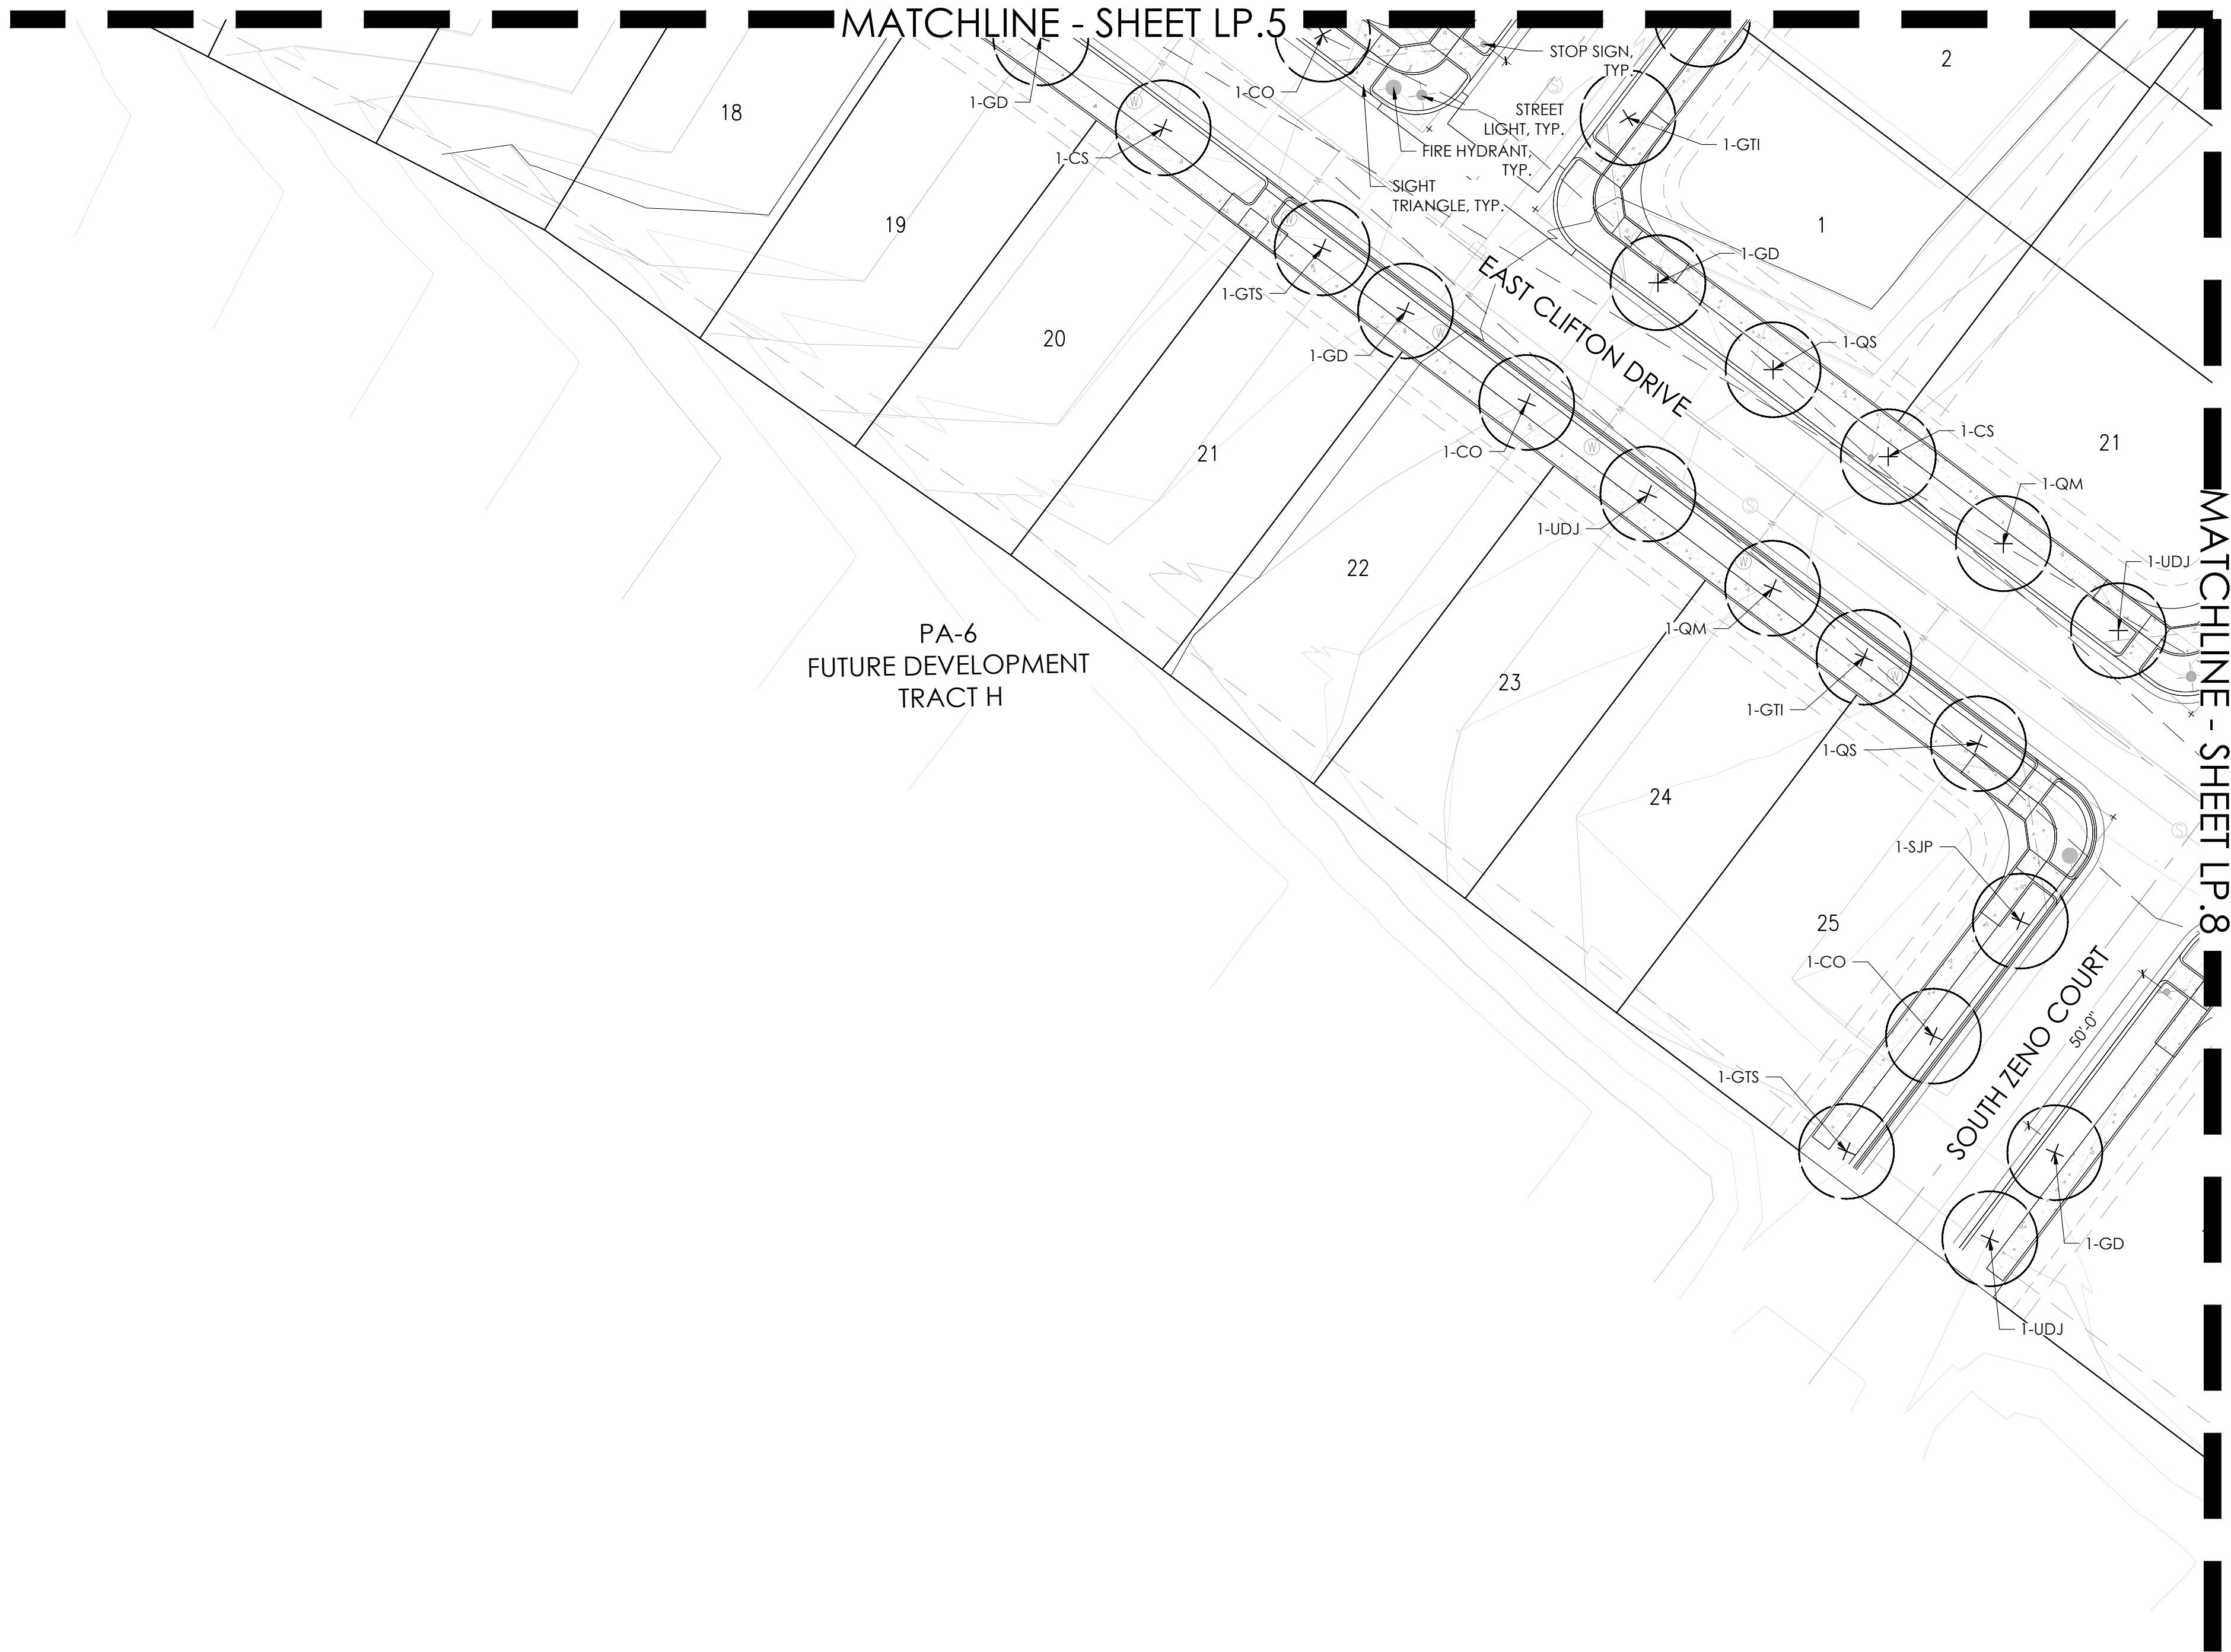 MATCHLINE - SHEET LP.5
STOP SIGN,
TYP.
2
1-GD
18
1-CO
STREET
LIGHT, TYP.
1-CS
FIRE HYDRANT,
TYP.
1-GTI
SIGHT
TRIANGLE, TYP.
19
1
1-GD
1-GTS
EAST CLIFTON DRIVE
20
1-GD
1-QS
1-CS
21
21
1-CO
1-QM
MATCHLINE - SHEET LP.8
1-UDJ
22
1-UDJ
1-QM
PA-6
FUTURE DEVELOPMENT
TRACT H
23
1-GTI
1-QS
24
1-SJP
25
1-CO
SOUTH ZENO COURT
50'-0"
1-GTS
1-GD
1-UDJ
W
W
W
W
W
W
S
S
S